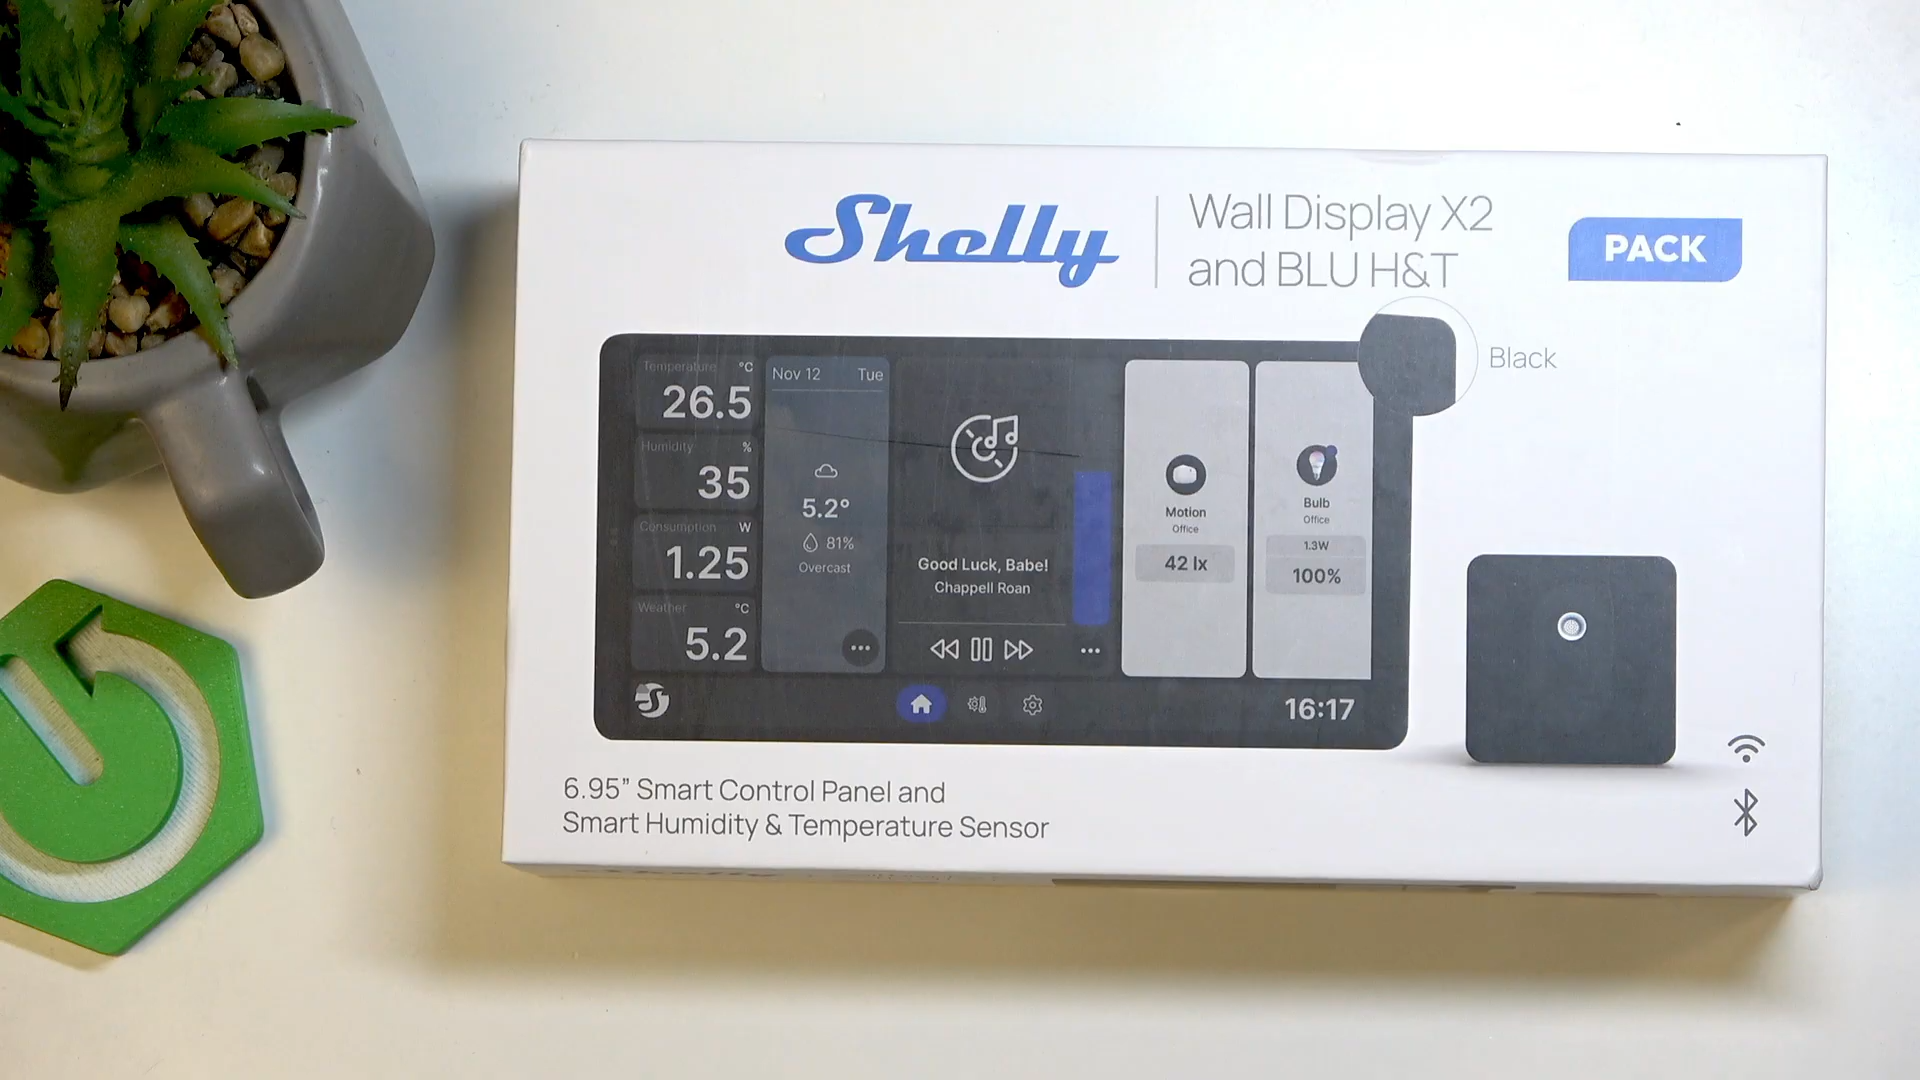 Shelly
Wall Display X2
and BLU H&T
PACK
Black
Temperature °C
26.5
Humidity %
35
Consumption W
1.25
Weather °C
5.2
Nov 12 Tue
5.2°
81%
Overcast
Good Luck, Babe!
Chappell Roan
Motion
Office
42 lx
Bulb
Office
1.3W
100%
16:17
6.95” Smart Control Panel and
Smart Humidity & Temperature Sensor